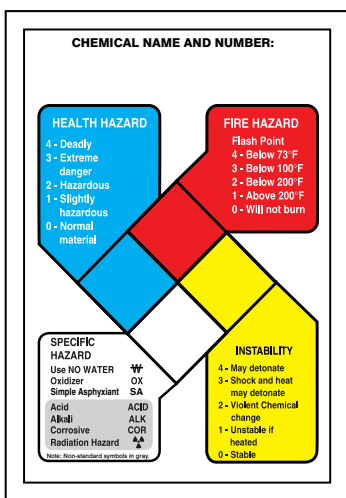 CHEMICAL NAME AND NUMBER:
HEALTH HAZARD
4 - Deadly
3 - Extreme
danger
2 - Hazardous
1 - Slightly
hazardous
0 - Normal
material
FIRE HAZARD
Flash Point
4 - Below 73°F
3 - Below 100°F
2 - Below 200°F
1 - Above 200°F
0 - Will not burn
SPECIFIC
HAZARD
Use NO WATER W
Oxidizer OX
Simple Asphyxiant SA
Acid ACID
Alkali ALK
Corrosive COR
Radiation Hazard
Note: Non-standard symbols in gray.
INSTABILITY
4 - May detonate
3 - Shock and heat
may detonate
2 - Violent Chemical
change
1 - Unstable if
heated
0 - Stable